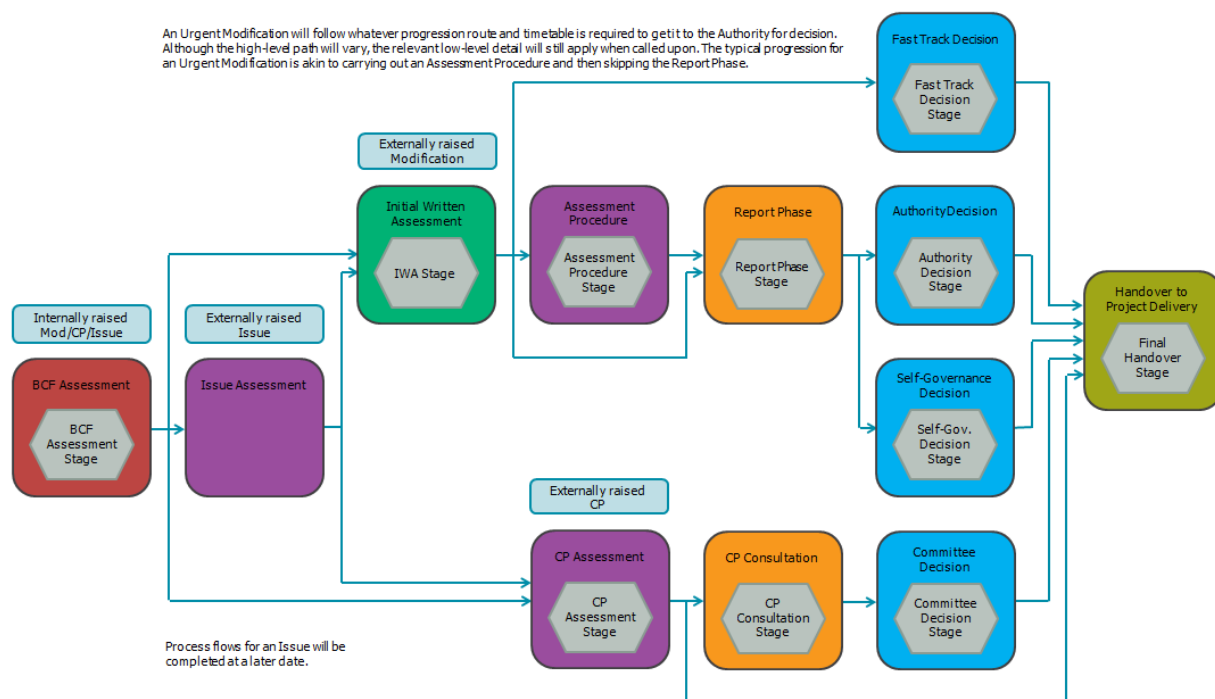 An Urgent Modification will follow whatever progression route and timetable is required to get it to the Authority for decision.
Although the high-level path will vary, the relevant low-level detail will still apply when called upon. The typical progression for
an Urgent Modification is akin to carrying out an Assessment Procedure and then skipping the Report Phase.
Fast Track Decision
Fast Track
Decision
Stage
Externally raised
Modification
Initial Written
Assessment
IWA Stage
Assessment
Procedure
Assessment
Procedure
Stage
Report Phase
Report Phase
Stage
Authority Decision
Authority
Decision
Stage
Handover to
Project Delivery
Final
Handover
Stage
Internally raised
Mod/CP/Issue
Externally raised
Issue
BCF Assessment
BCF
Assessment
Stage
Issue Assessment
Self-Governance
Decision
Self-Gov.
Decision
Stage
Externally raised
CP
CP Assessment
CP
Assessment
Stage
CP Consultation
CP
Consultation
Stage
Committee
Decision
Committee
Decision
Stage
Process flows for an Issue will be
completed at a later date.